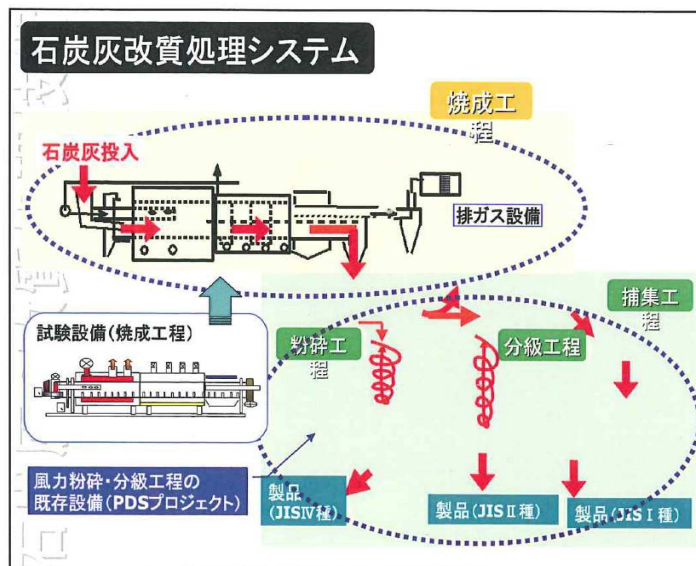 石炭灰改質処理システム
焼成工
程
石炭灰投入
排ガス設備
捕集工
程
試験設備(焼成工程)
粉砕工
程
分級工程
風力粉砕・分級工程の
既存設備(PDSプロジェクト)
製品
(JISⅣ種)
製品(JISⅡ種)
製品(JISⅠ種)